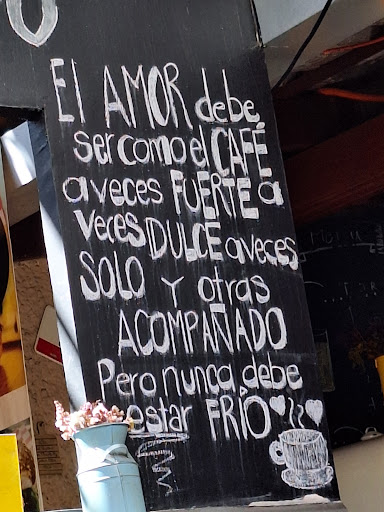 El AMOR debe
ser como el CAFÉ
a veces FUERTE a
veces DULCE a veces
SOLO y otras
ACOMPAÑADO
Pero nunca debe
estar FRÍO